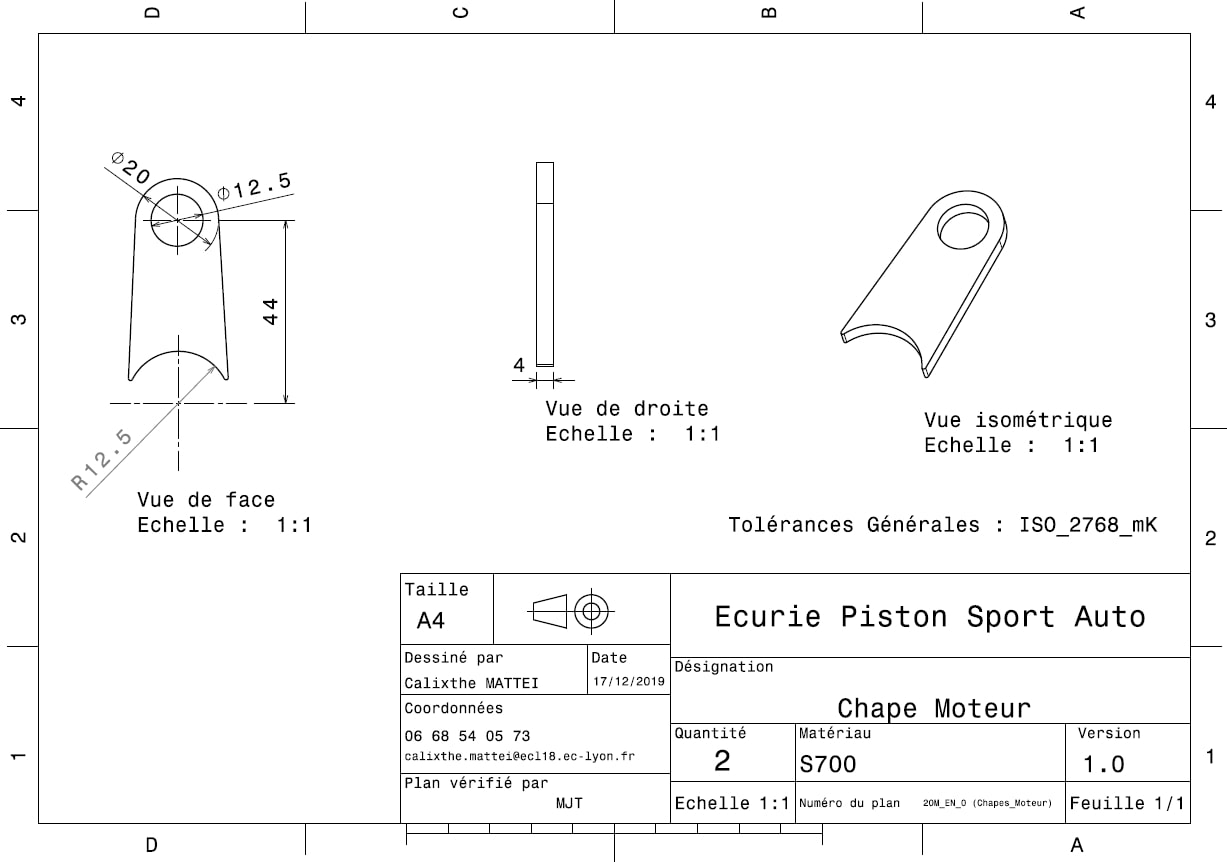 D C B A
4 4
∅20
∅12.5
44
3 3
4
R12.5
Vue de face
Echelle : 1:1
Vue de droite
Echelle : 1:1
Vue isométrique
Echelle : 1:1
2 2
Tolérances Générales : ISO_2768_mK
Taille
A4
Ecurie Piston Sport Auto
Dessiné par
Calixthe MATTEI
Date
17/12/2019
Désignation
Chape Moteur
Coordonnées
06 68 54 05 73
calixthe.mattei@ecl18.ec-lyon.fr
Quantité
2
Matériau
S700
Version
1.0
1 1
Plan vérifié par
MJT
Echelle 1:1
Numéro du plan 20M_EN_0 (Chapes_Moteur)
Feuille 1/1
D A